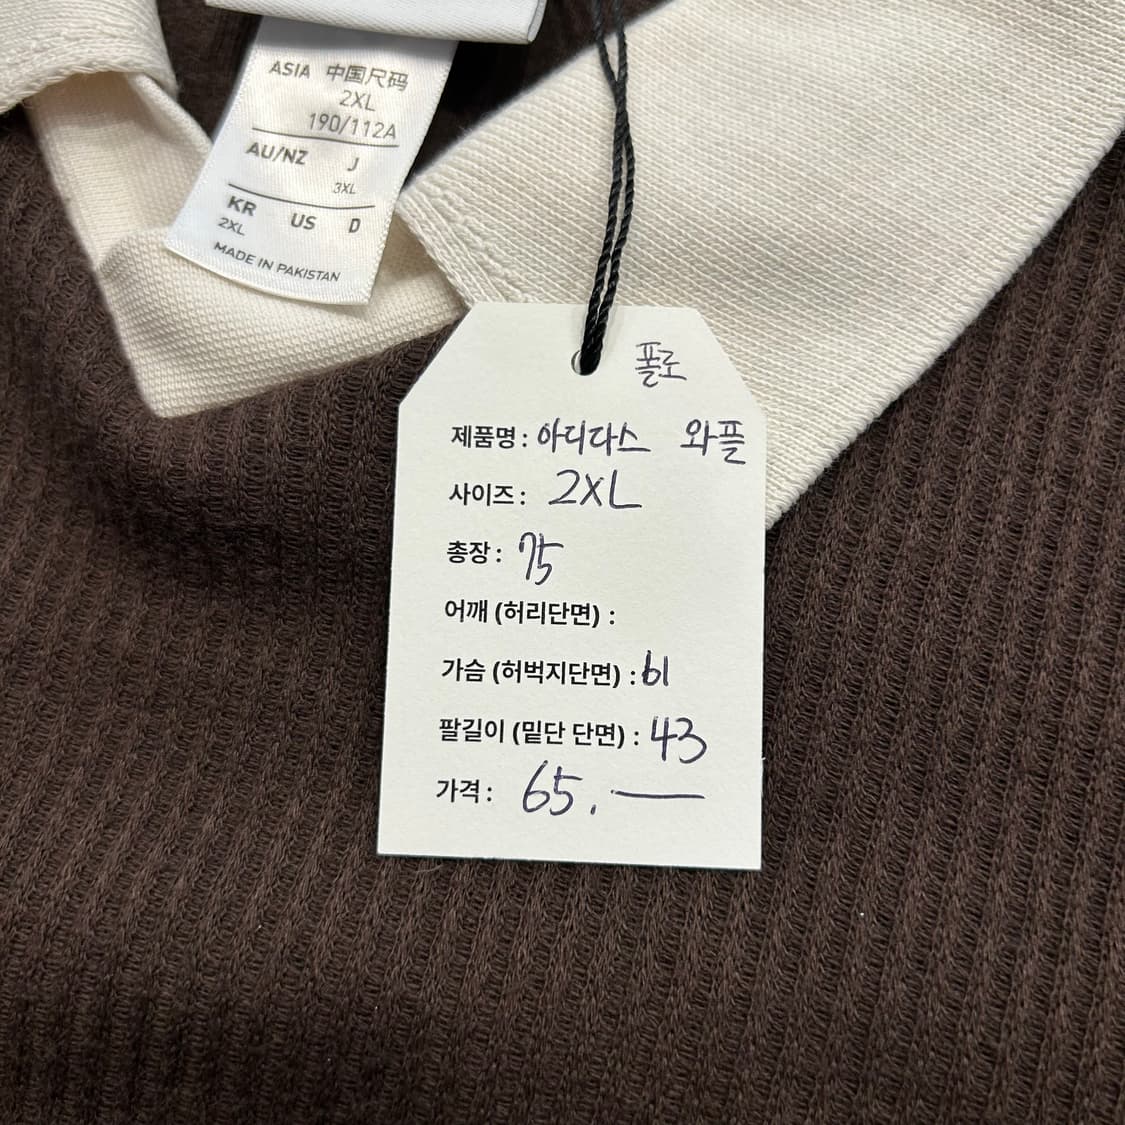 ASIA 中国尺码
2XL
190/112A
AU/NZ J
3XL
KR US D
2XL
MADE IN PAKISTAN
폴로
제품명 : 아디다스 와플
사이즈 : 2XL
총장 : 75
어깨 (허리단면) :
가슴 (허벅지단면) : 61
팔길이 (밑단 단면) : 43
가격 : 65.—